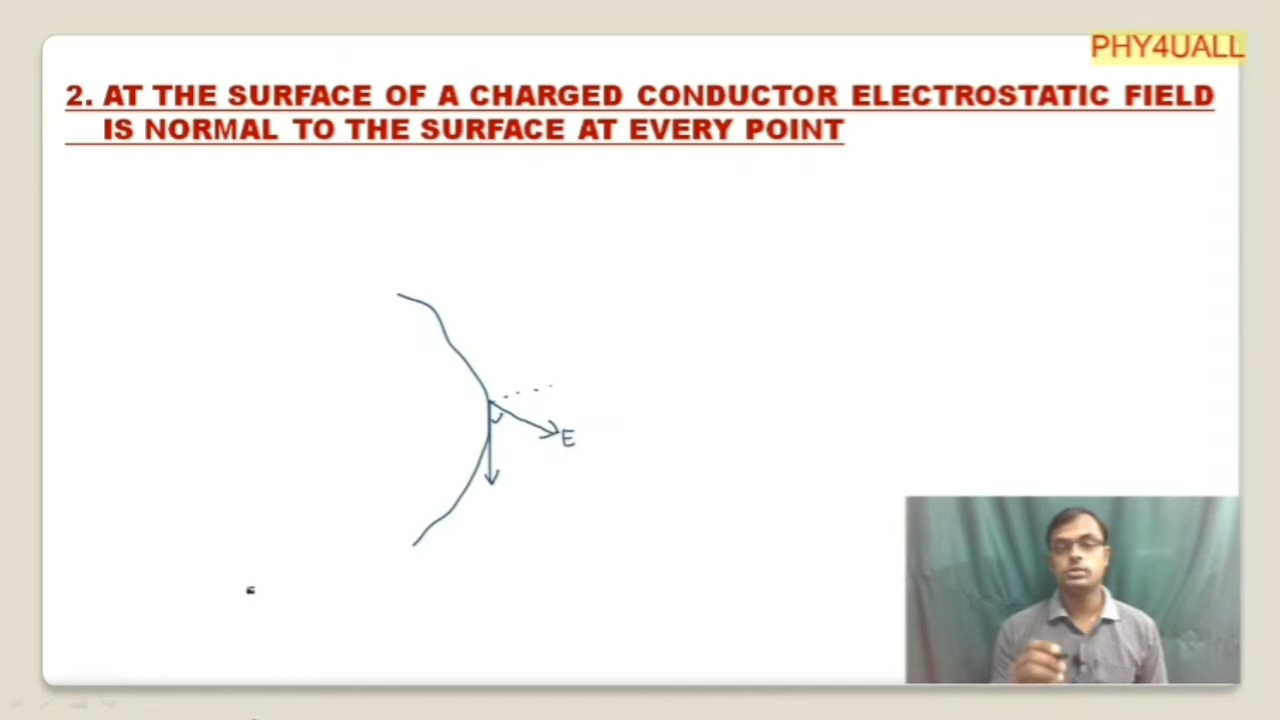 PHY4UALL
2. AT THE SURFACE OF A CHARGED CONDUCTOR ELECTROSTATIC FIELD
IS NORMAL TO THE SURFACE AT EVERY POINT
E